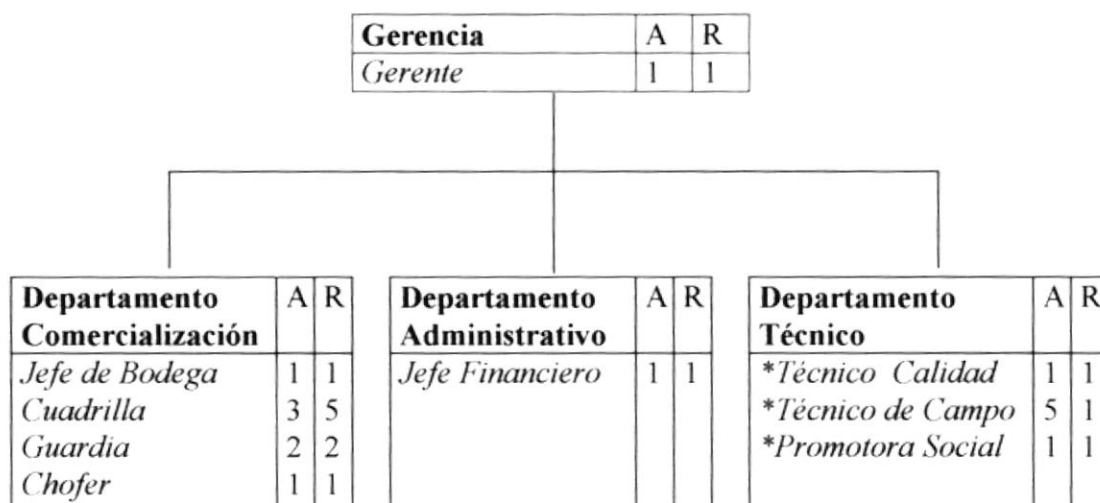 Gerencia A R
Gerente 1 1
Departamento Comercialización A R
Jefe de Bodega 1 1
Cuadrilla 3 5
Guardia 2 2
Chofer 1 1
Departamento Administrativo A R
Jefe Financiero 1 1
Departamento Técnico A R
*Técnico Calidad 1 1
*Técnico de Campo 5 1
*Promotora Social 1 1